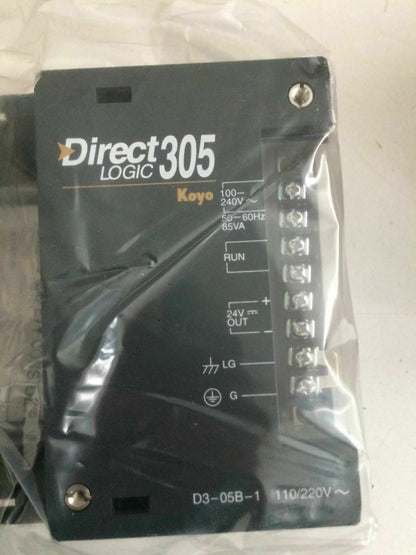 Direct 305
LOGIC
Koyo
100–
240V ~
50–60Hz
85VA
RUN
+
24V ⎓
OUT
−
LG
G
D3-05B-1 110/220V ~